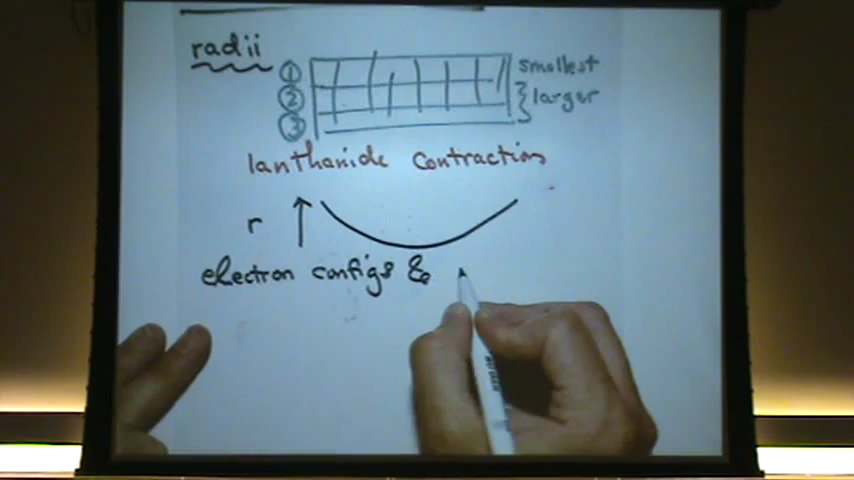 radii
① smallest
② larger
③
lanthanide contraction
r
electron configs &